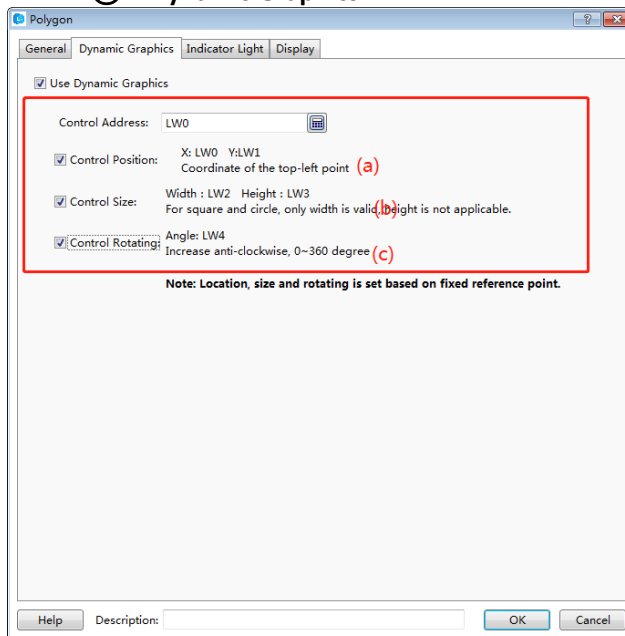 Polygon
General Dynamic Graphics Indicator Light Display
Use Dynamic Graphics
Control Address: LW0
Control Position: X: LW0 Y:LW1
Coordinate of the top-left point (a)
Control Size: Width : LW2 Height : LW3
For square and circle, only width is valid, height is not applicable. (b)
Control Rotating: Angle: LW4
Increase anti-clockwise, 0~360 degree (c)
Note: Location, size and rotating is set based on fixed reference point.
Help Description: OK Cancel